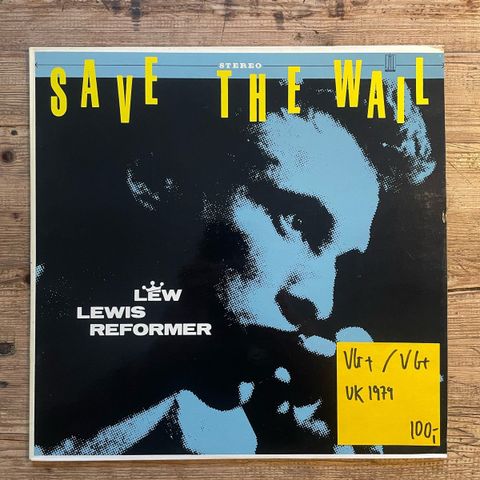 STEREO
SAVE THE WAIL
LEW
LEWIS
REFORMER
VG+ / VG+
UK 1979
100,-